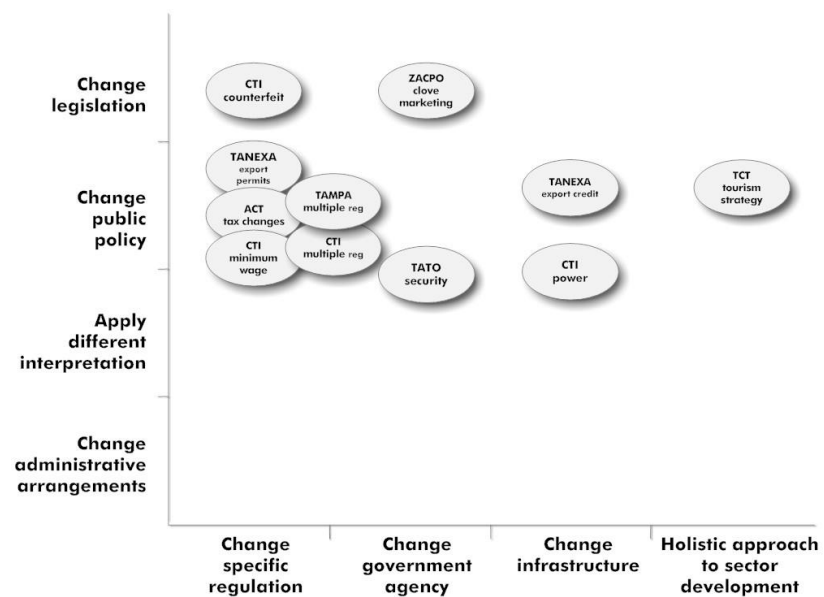 Change
legislation
CTI
counterfeit
ZACPO
clove
marketing
Change
public
policy
TANEXA
export
permits
ACT
tax changes
CTI
minimum
wage
TAMPA
multiple reg
CTI
multiple reg
TATO
security
TANEXA
export credit
CTI
power
TCT
tourism
strategy
Apply
different
interpretation
Change
administrative
arrangements
Change
specific
regulation
Change
government
agency
Change
infrastructure
Holistic approach
to sector
development